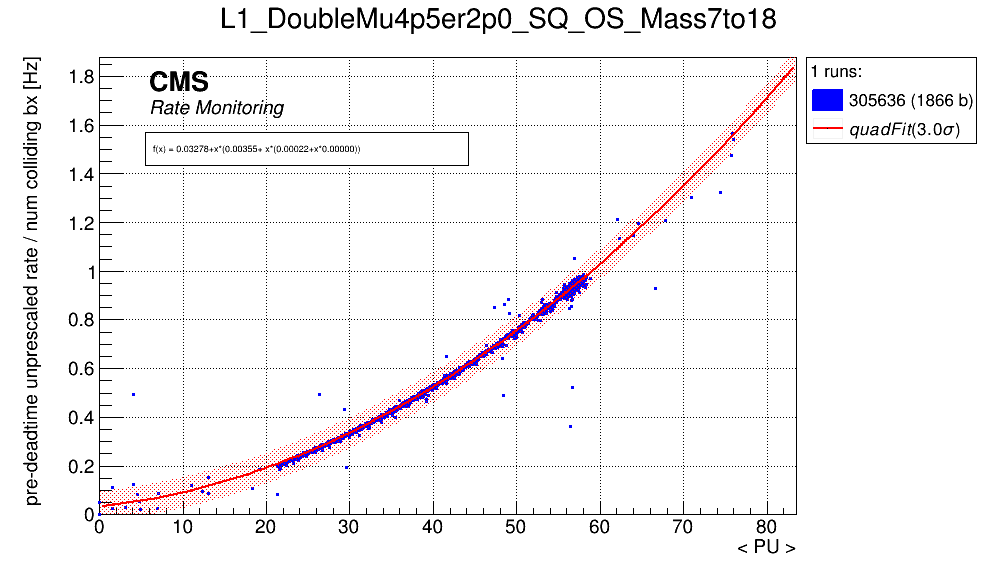 L1_DoubleMu4p5er2p0_SQ_OS_Mass7to18
pre-deadtime unprescaled rate / num colliding bx [Hz]
1.8
1.6
1.4
1.2
1
0.8
0.6
0.4
0.2
0
CMS
Rate Monitoring
f(x) = 0.03278+x*(0.00355+ x*(0.00022+x*0.00000))
1 runs:
305636 (1866 b)
quadFit(3.0σ)
0 10 20 30 40 50 60 70 80
< PU >